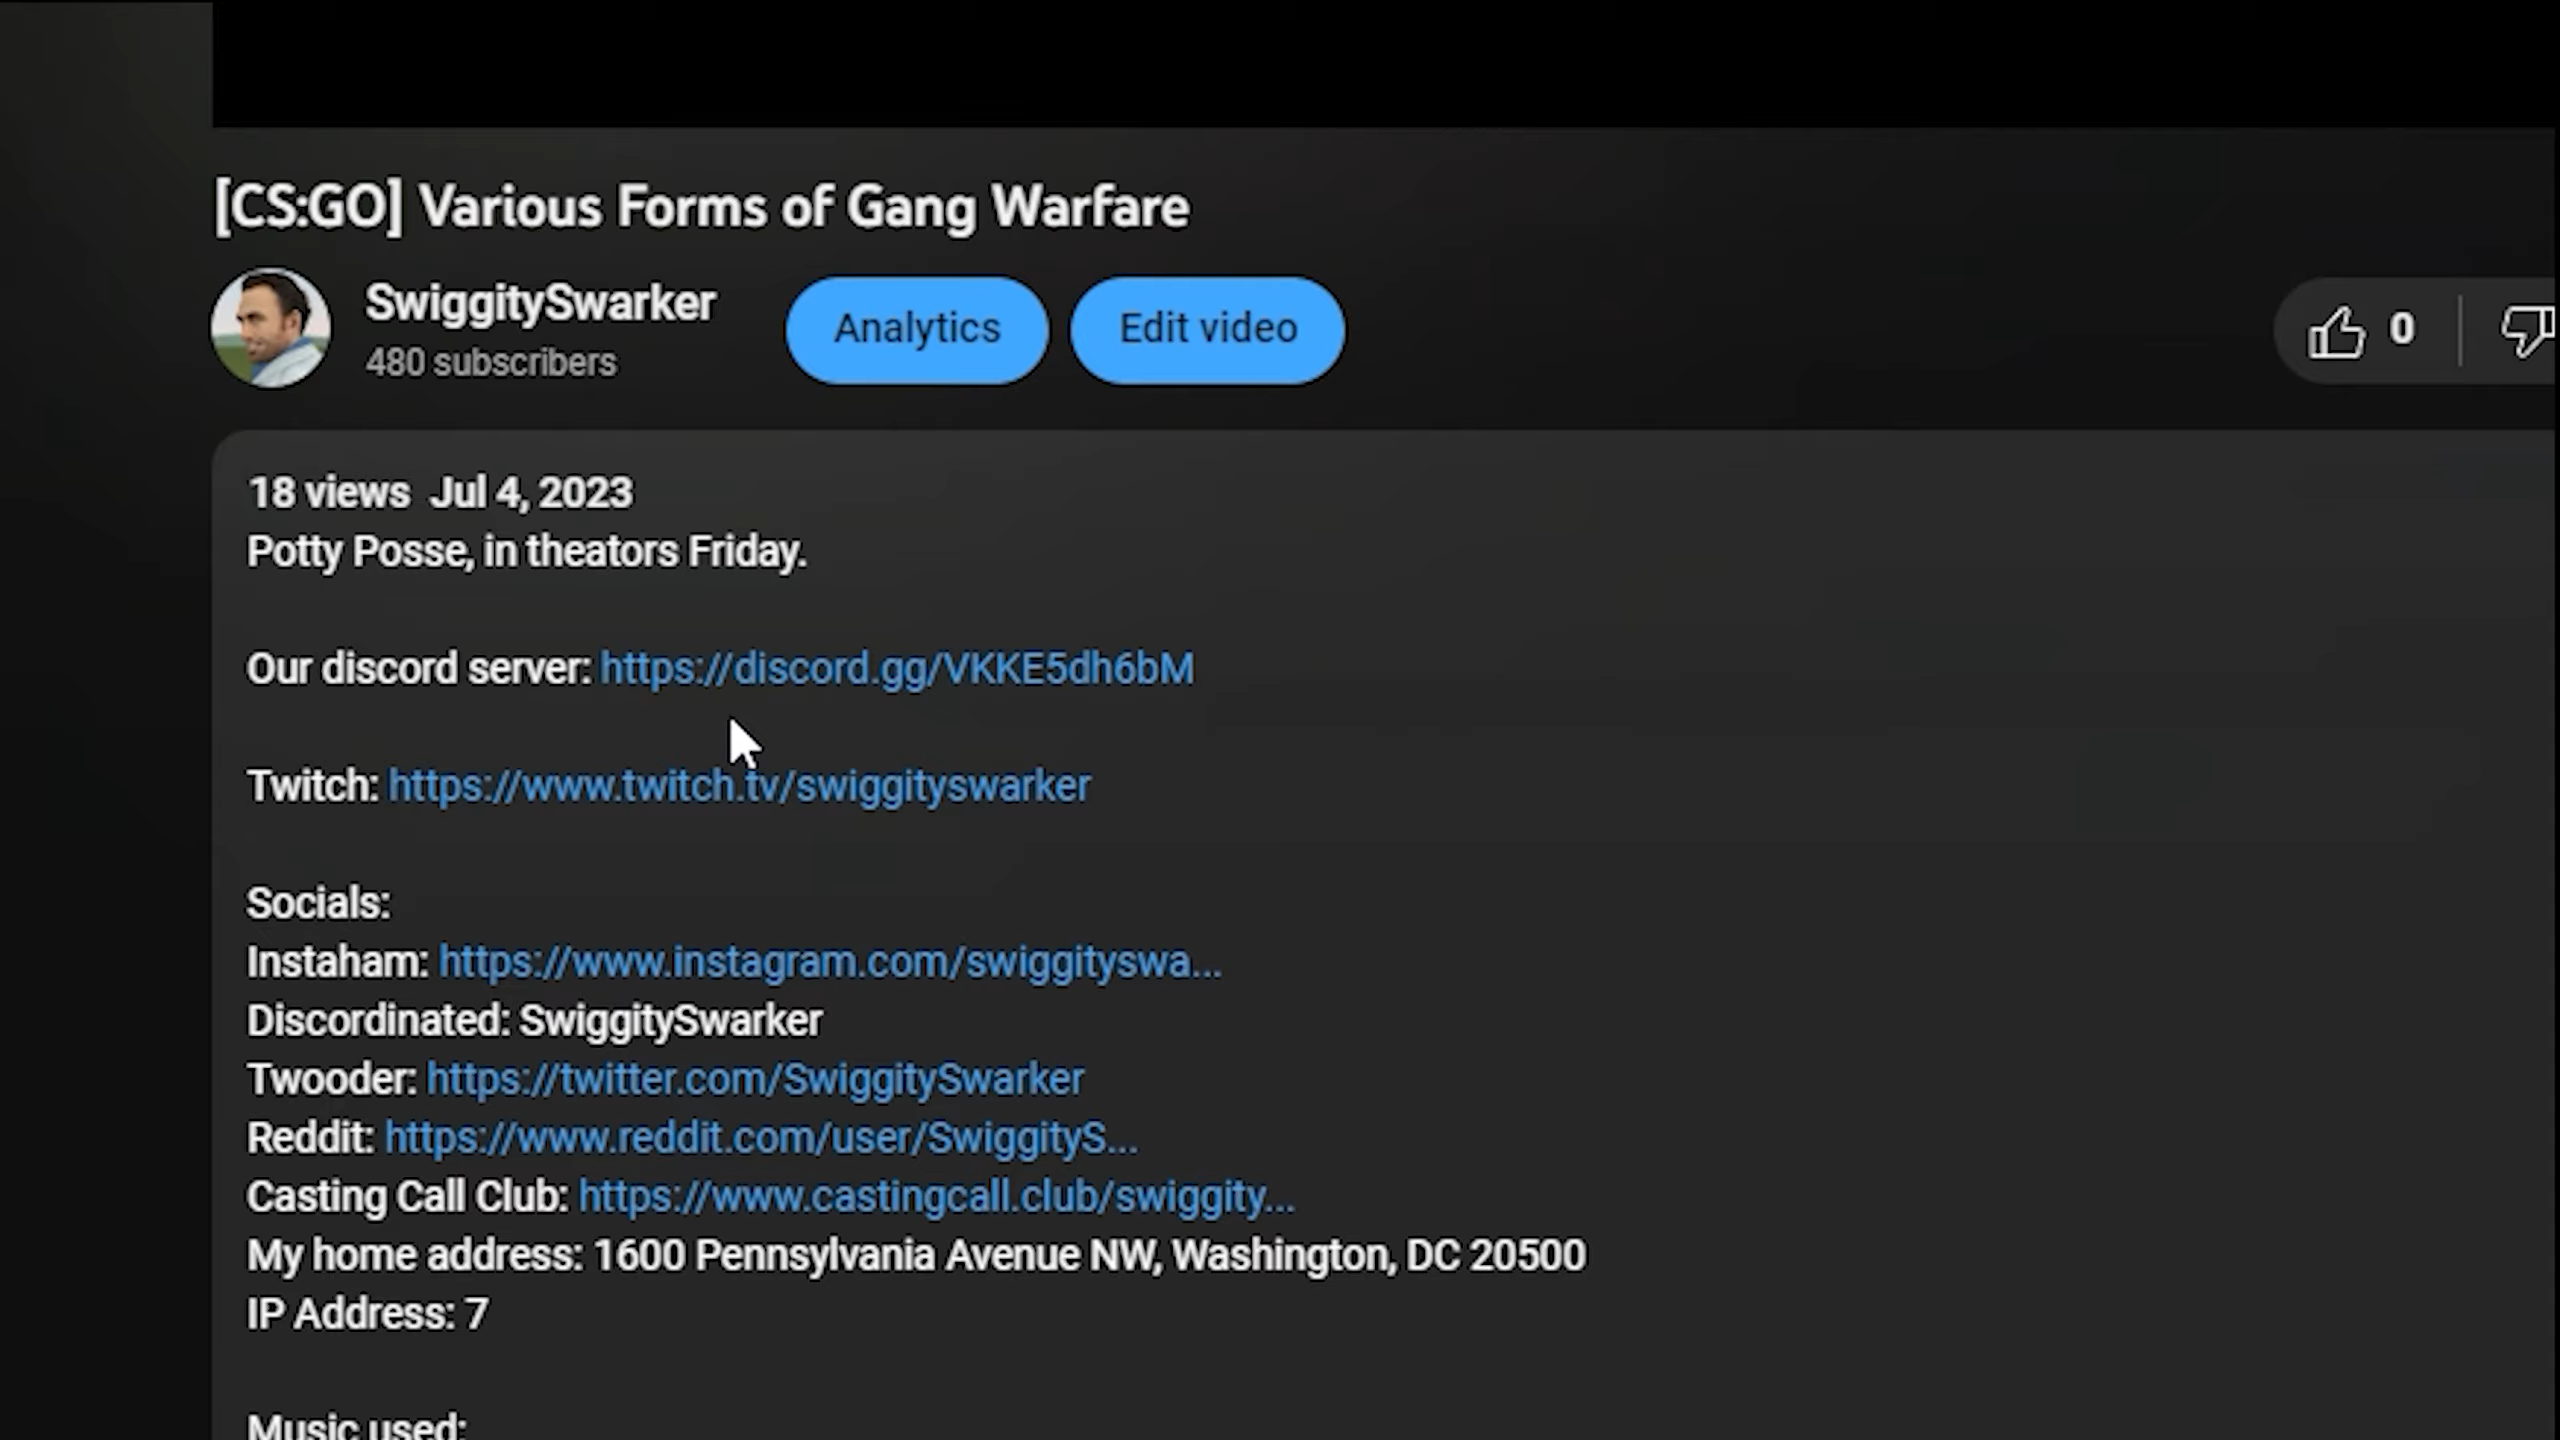 [CS:GO] Various Forms of Gang Warfare
SwiggitySwarker
480 subscribers
Analytics
Edit video
0
18 views Jul 4, 2023
Potty Posse, in theators Friday.
Our discord server: https://discord.gg/VKKE5dh6bM
Twitch: https://www.twitch.tv/swiggityswarker
Socials:
Instaham: https://www.instagram.com/swiggityswa...
Discordinated: SwiggitySwarker
Twooder: https://twitter.com/SwiggitySwarker
Reddit: https://www.reddit.com/user/SwiggityS...
Casting Call Club: https://www.castingcall.club/swiggity...
My home address: 1600 Pennsylvania Avenue NW, Washington, DC 20500
IP Address: 7
Music used: